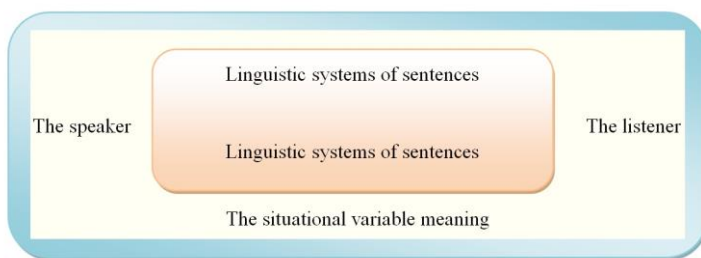 Linguistic systems of sentences
The speaker
The listener
Linguistic systems of sentences
The situational variable meaning